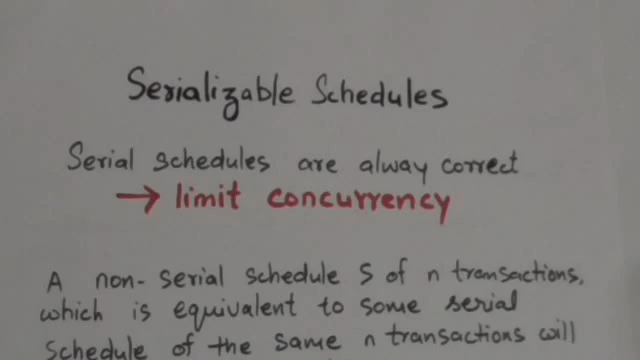 Serializable Schedules
Serial schedules are alway correct
→ limit concurrency
A non-serial schedule S of n transactions,
which is equivalent to some serial
schedule of the same n transactions will